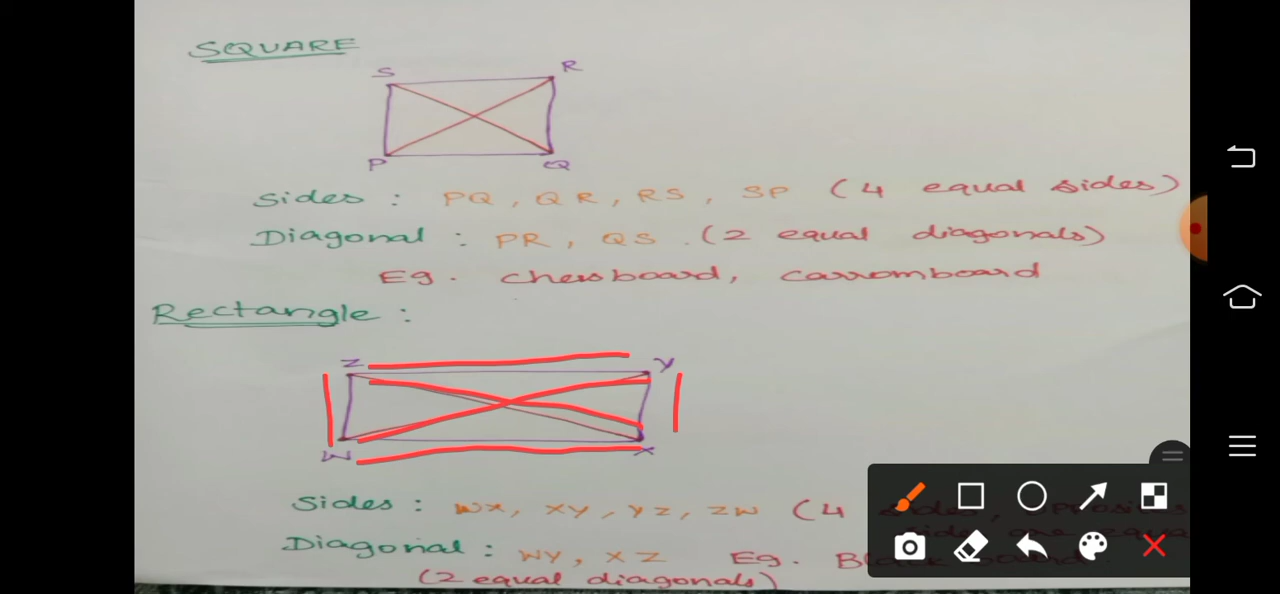 SQUARE
S R
P Q
Sides : PQ, QR, RS, SP (4 equal sides)
Diagonal : PR, QS. (2 equal diagonals)
Eg. chessboard, carromboard
Rectangle :
Z Y
W X
Sides : WX, XY, YZ, ZW (4
Diagonal : WY, XZ Eg.
(2 equal diagonals)